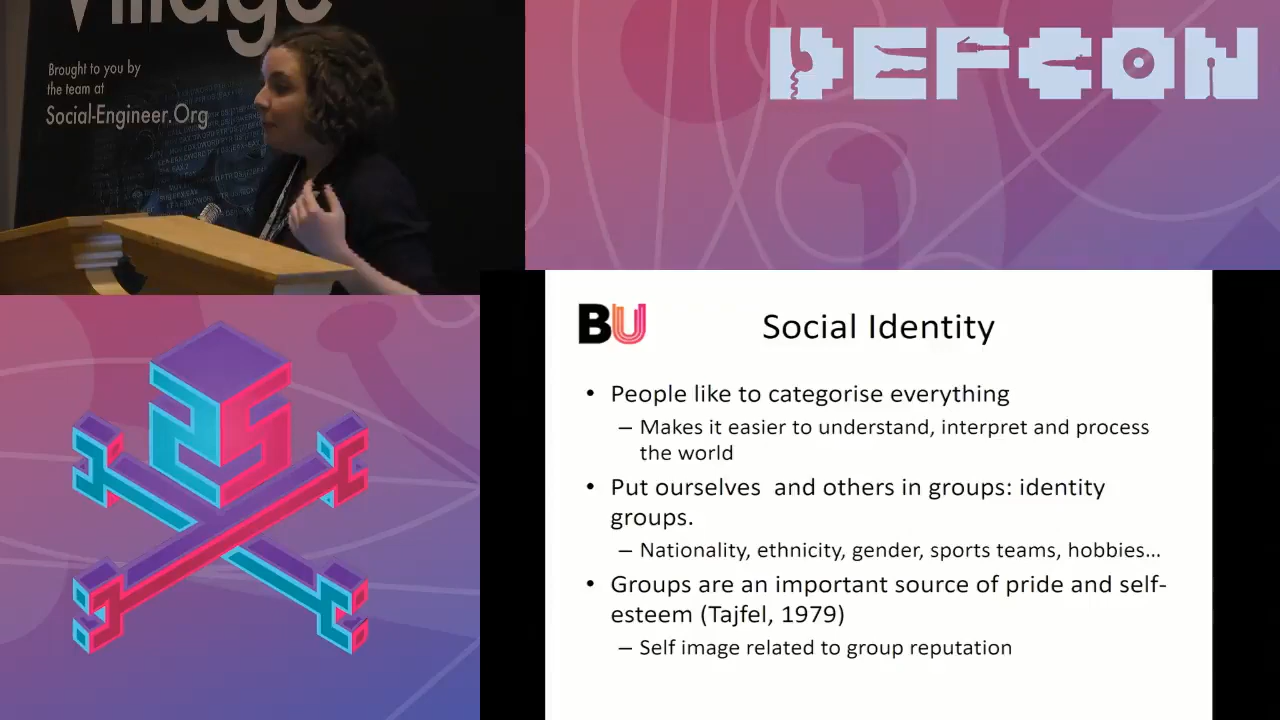 Village
Brought to you by
the team at
Social-Engineer.Org
DEFCON
BU
Social Identity
• People like to categorise everything
– Makes it easier to understand, interpret and process
the world
• Put ourselves  and others in groups: identity
groups.
– Nationality, ethnicity, gender, sports teams, hobbies…
• Groups are an important source of pride and self-
esteem (Tajfel, 1979)
– Self image related to group reputation